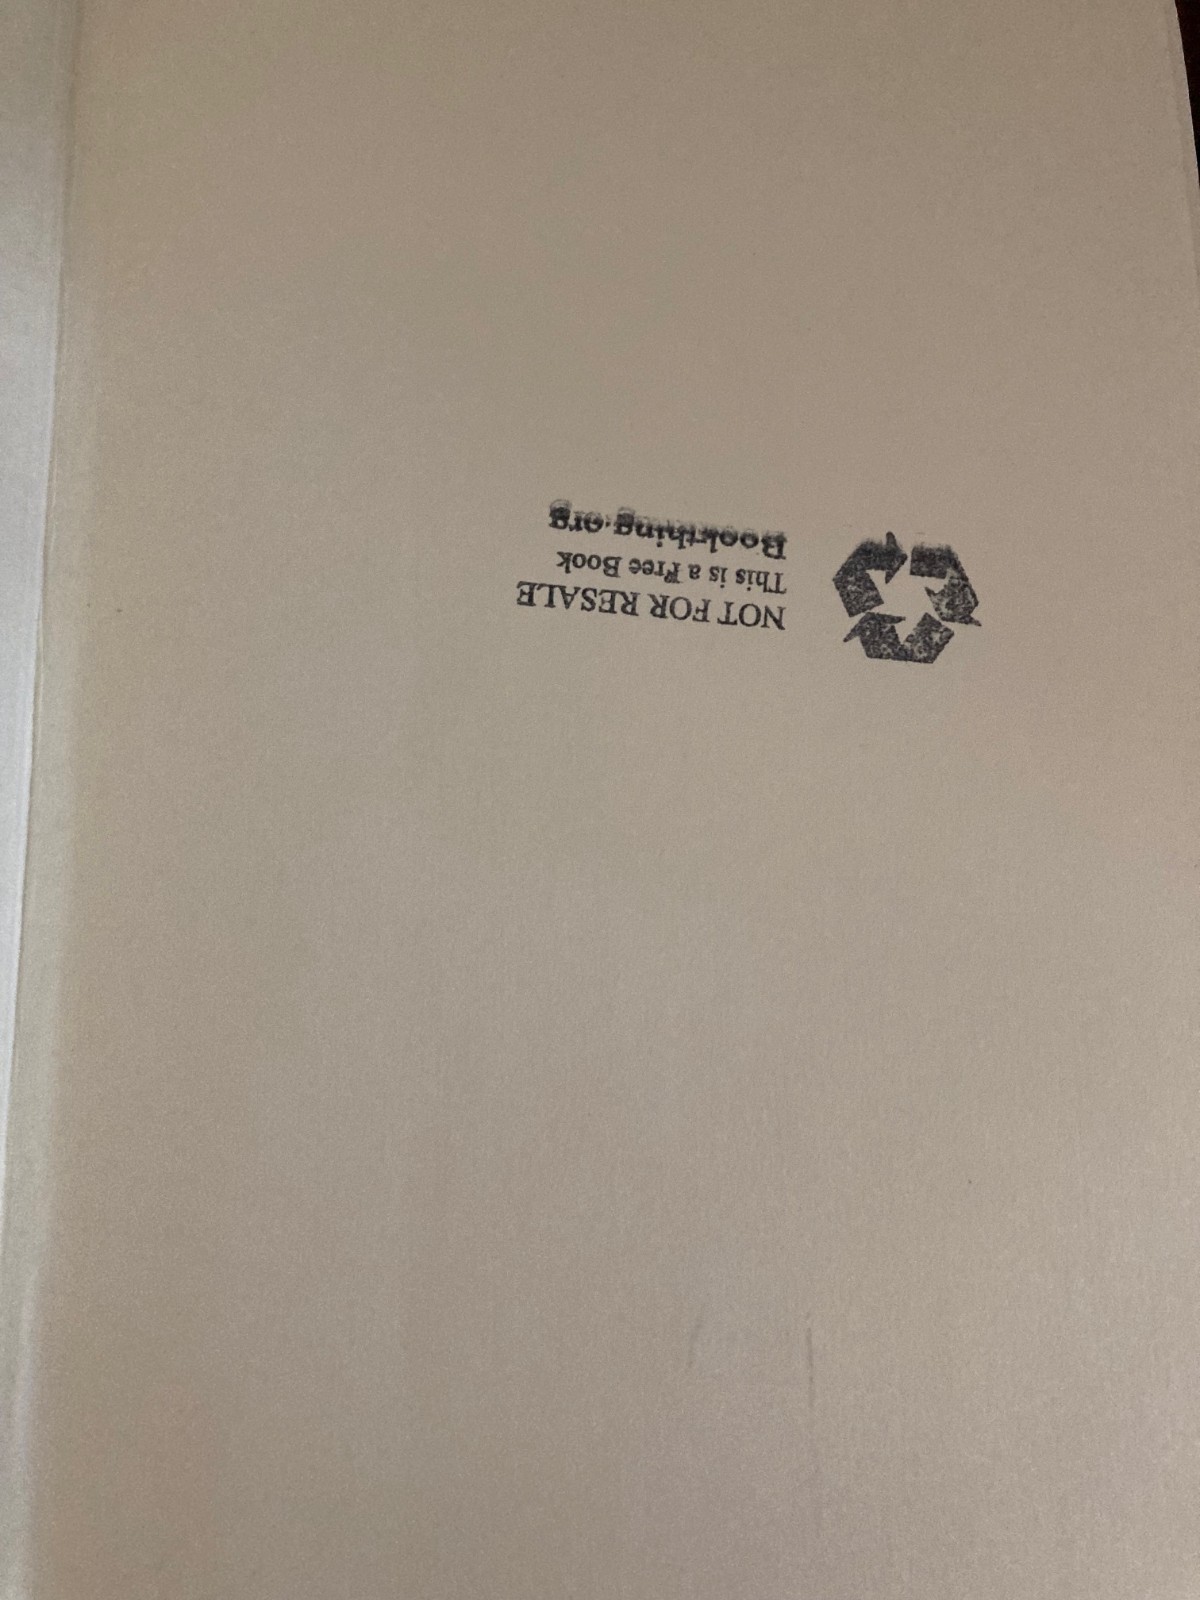 NOT FOR RESALE
This is a Free Book
Bookthing.org